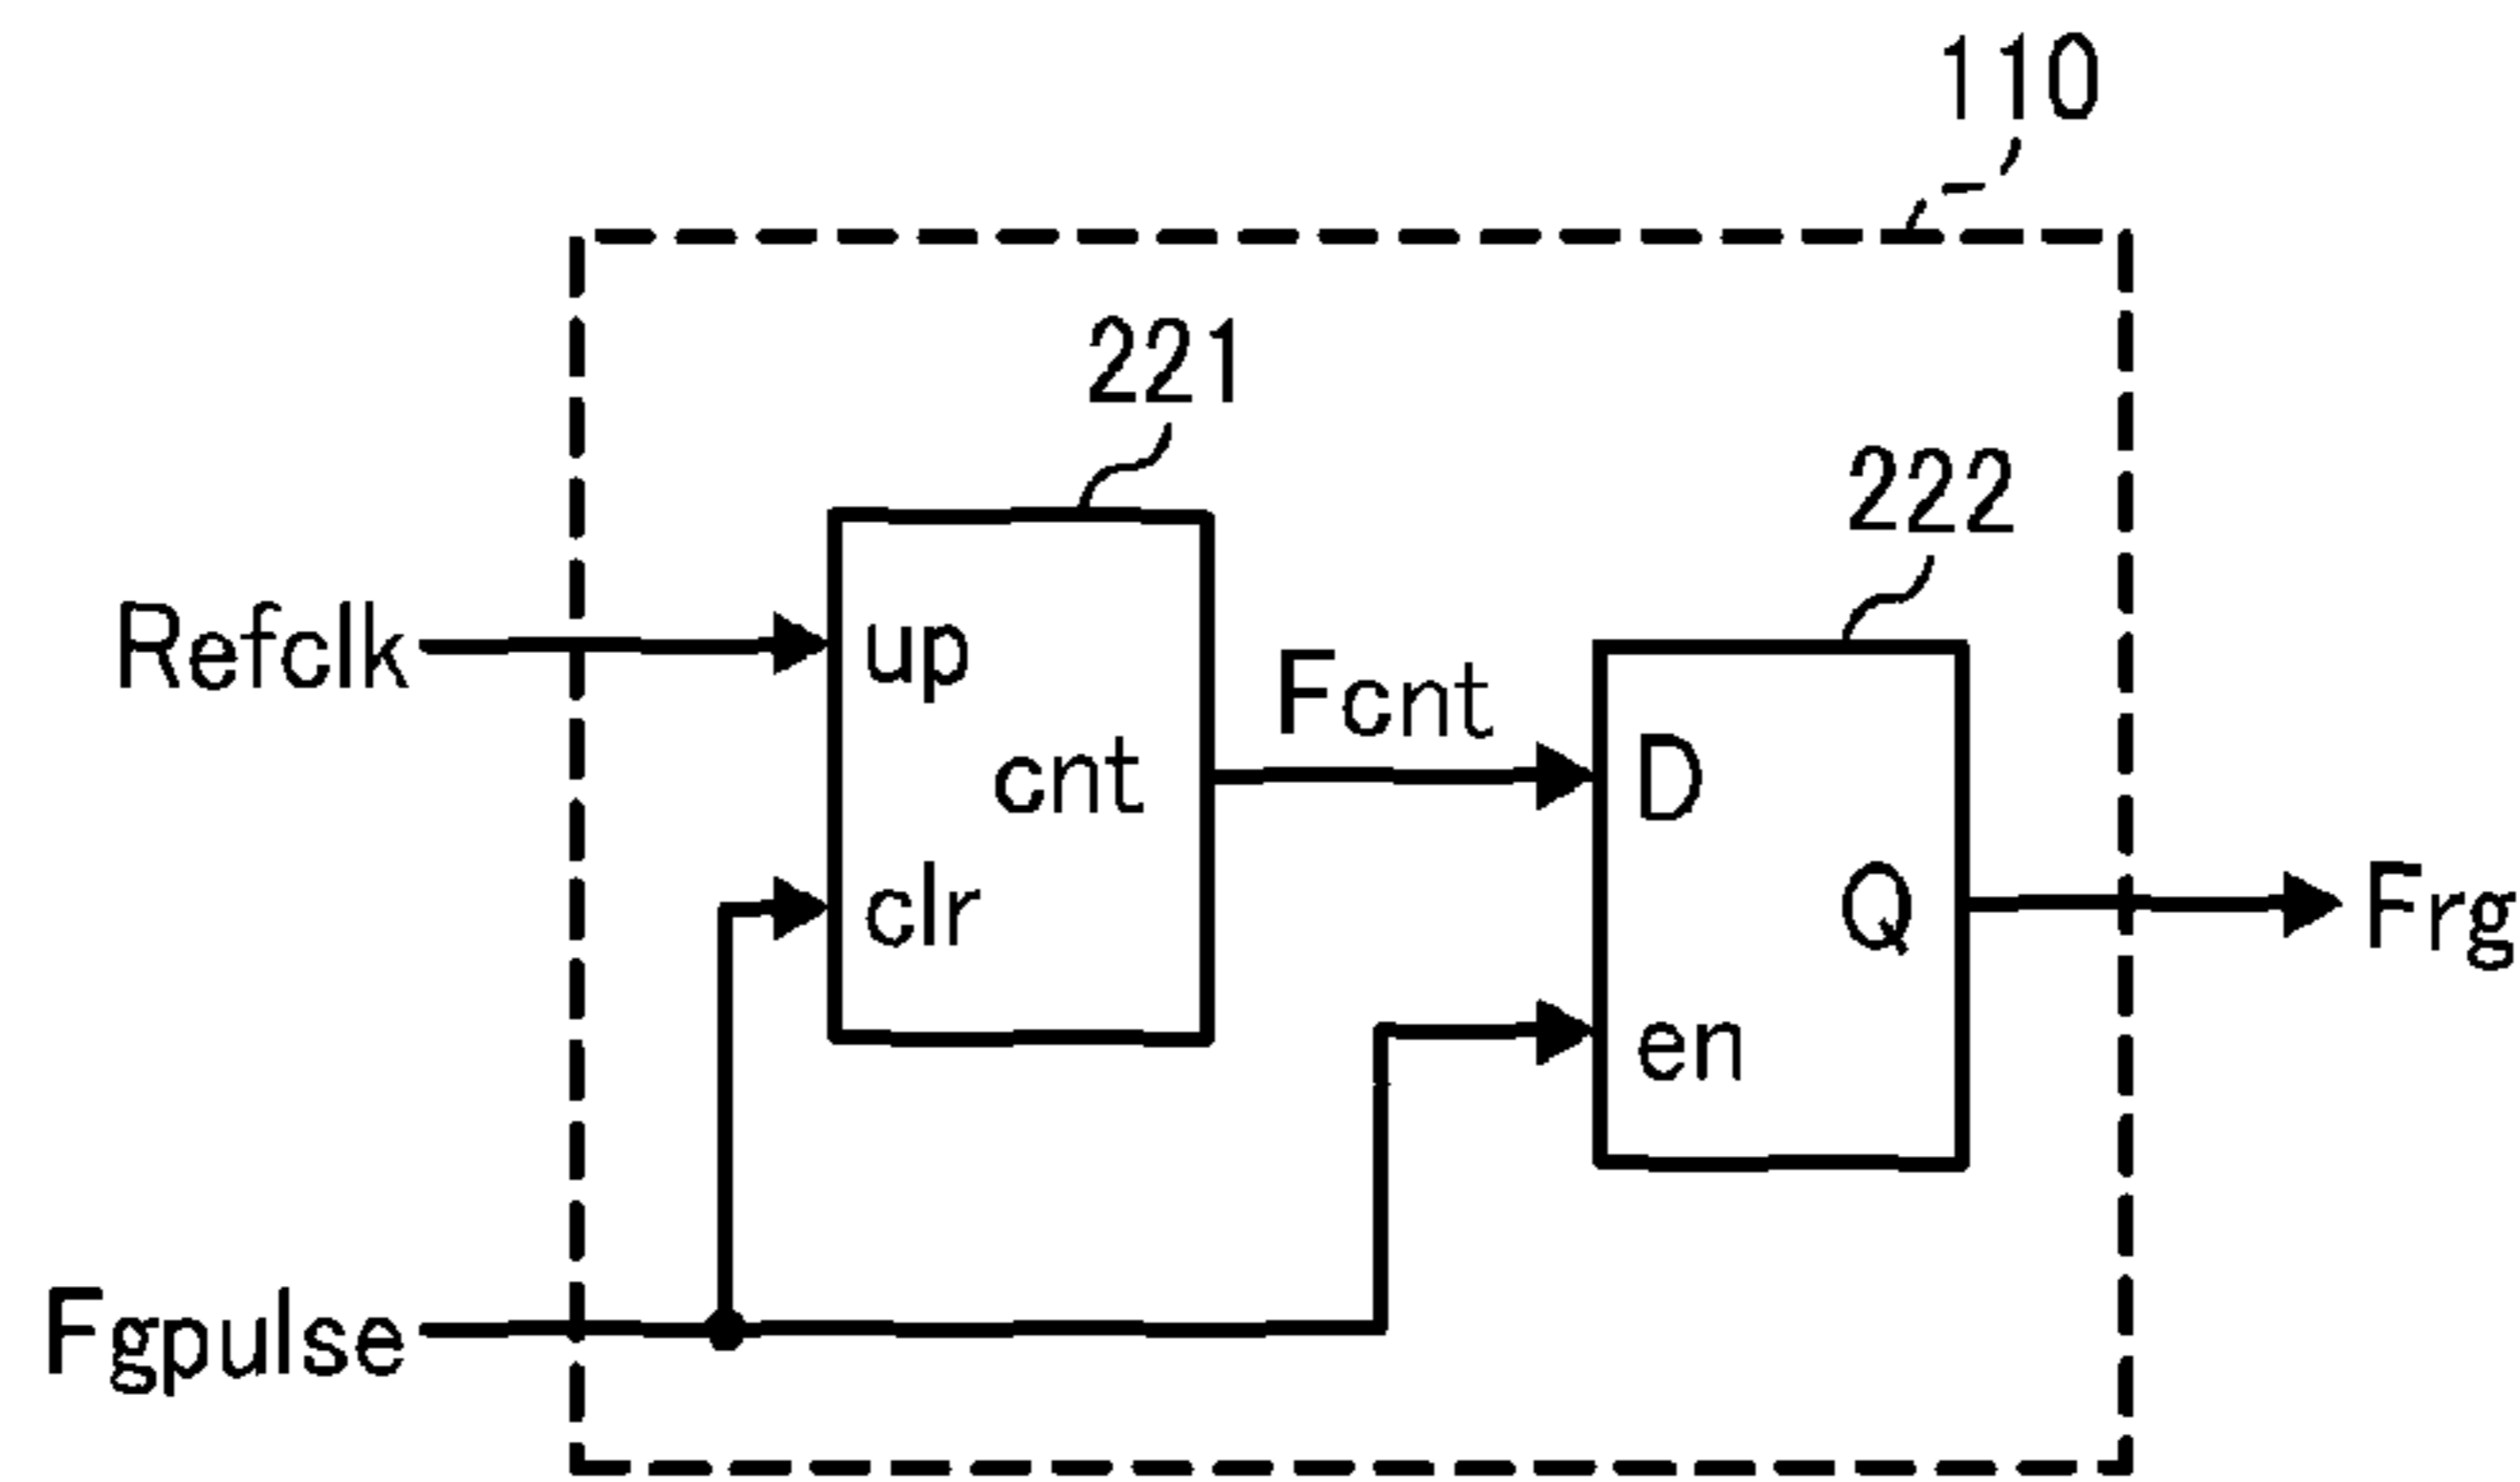 110
221
222
Refclk
up
Fcnt
cnt
D
clr
Q
Frg
en
Fgpulse